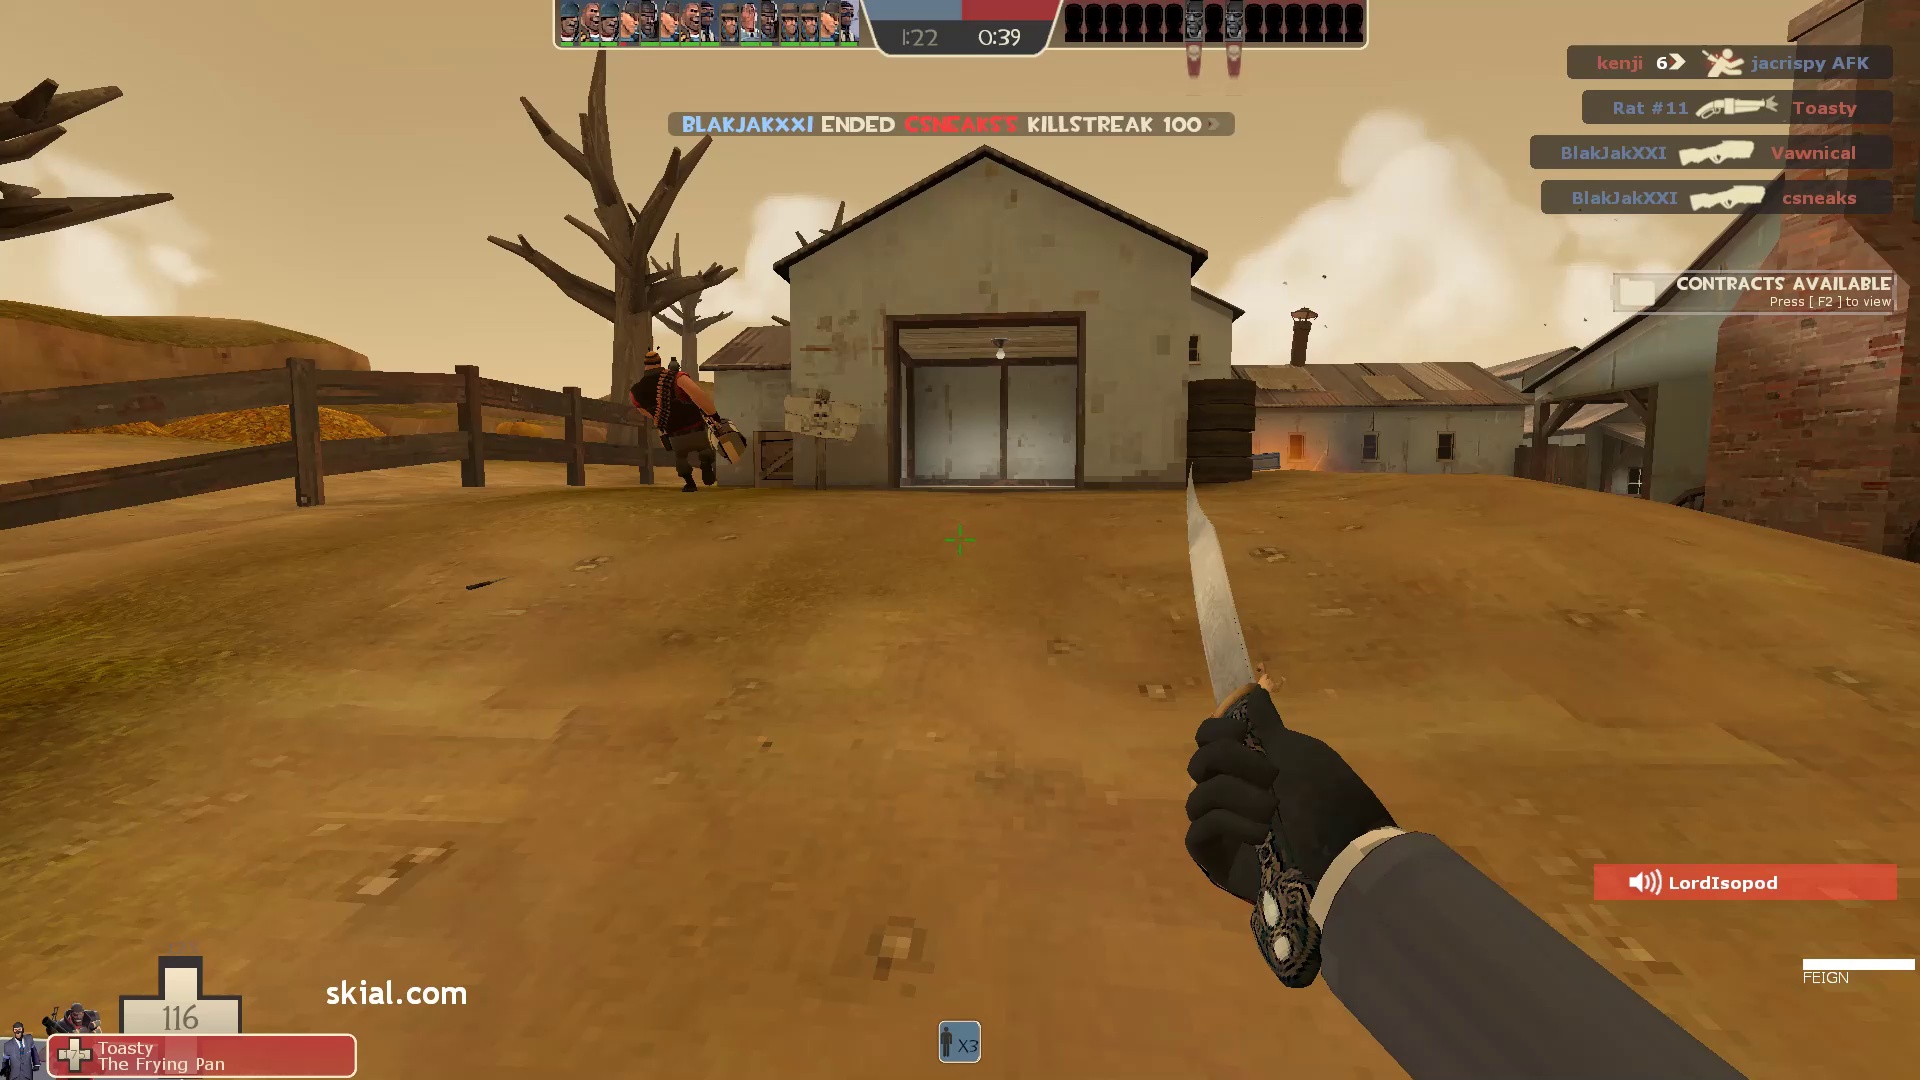 1:22
0:39
BLAKJAKXXI ENDED CSNEAKS'S KILLSTREAK 100
kenji 6 jacrispy AFK
Rat #11 Toasty
BlakJakXXI Vawnical
BlakJakXXI csneaks
CONTRACTS AVAILABLE
Press [ F2 ] to view
LordIsopod
FEIGN
skial.com
116
175
Toasty
The Frying Pan
X3